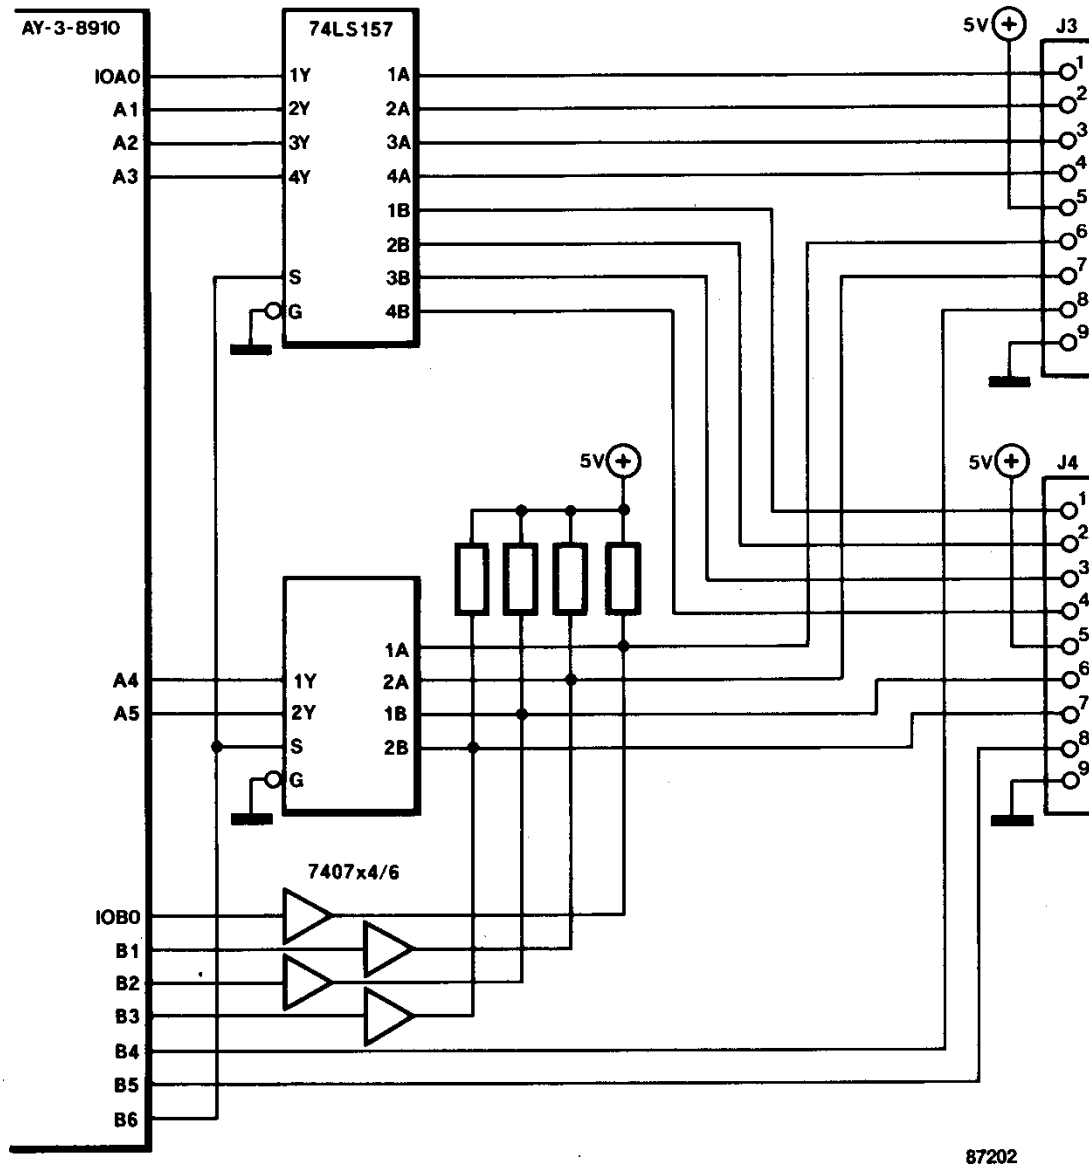 AY-3-8910
IOA0
A1
A2
A3
A4
A5
IOB0
B1
B2
B3
B4
B5
B6
74LS157
1Y
2Y
3Y
4Y
S
G
1A
2A
3A
4A
1B
2B
3B
4B
5V
1Y
2Y
S
G
1A
2A
1B
2B
7407x4/6
5V
J3
1
2
3
4
5
6
7
8
9
5V
J4
1
2
3
4
5
6
7
8
9
87202